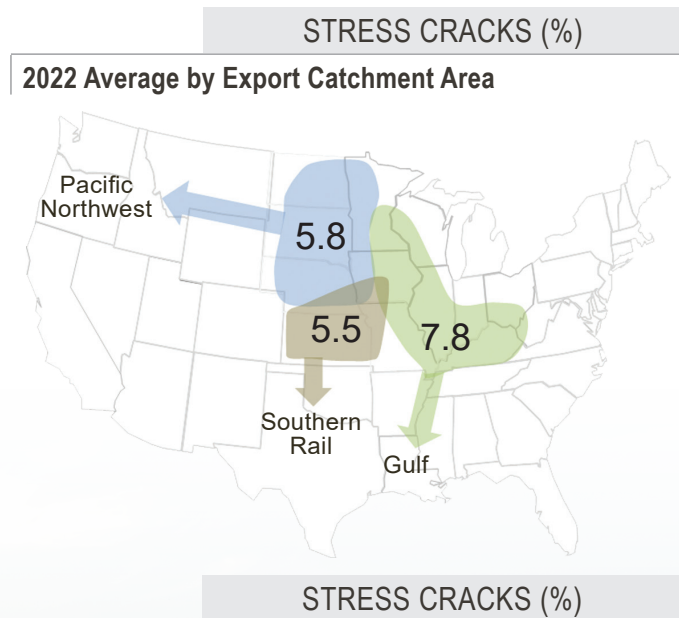 STRESS CRACKS (%)
2022 Average by Export Catchment Area
Pacific
Northwest
5.8
5.5
7.8
Southern
Rail
Gulf
STRESS CRACKS (%)